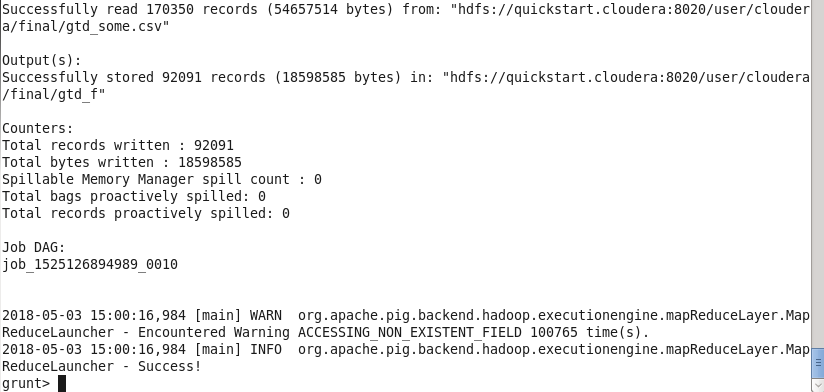 Successfully read 170350 records (54657514 bytes) from: "hdfs://quickstart.cloudera:8020/user/clouder
a/final/gtd_some.csv"
Output(s):
Successfully stored 92091 records (18598585 bytes) in: "hdfs://quickstart.cloudera:8020/user/cloudera
/final/gtd_f"
Counters:
Total records written : 92091
Total bytes written : 18598585
Spillable Memory Manager spill count : 0
Total bags proactively spilled: 0
Total records proactively spilled: 0
Job DAG:
job_1525126894989_0010
2018-05-03 15:00:16,984 [main] WARN  org.apache.pig.backend.hadoop.executionengine.mapReduceLayer.Map
ReduceLauncher - Encountered Warning ACCESSING_NON_EXISTENT_FIELD 100765 time(s).
2018-05-03 15:00:16,984 [main] INFO  org.apache.pig.backend.hadoop.executionengine.mapReduceLayer.Map
ReduceLauncher - Success!
grunt>